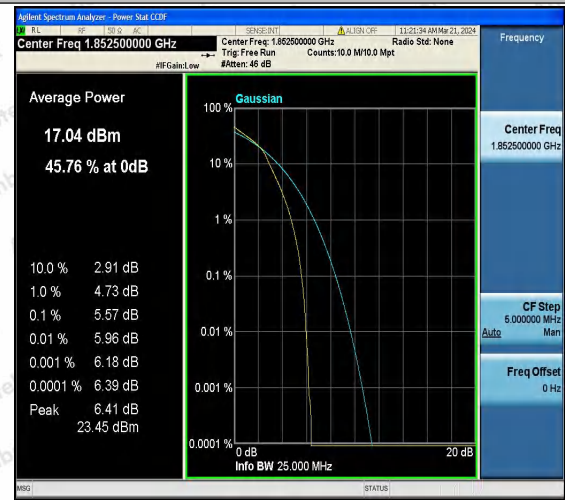 Agilent Spectrum Analyzer - Power Stat CCDF
LXI RL RF 50 Ω AC SENSE:INT ALIGN OFF 11:21:34 AM Mar 21, 2024
Center Freq 1.852500000 GHz
Center Freq: 1.852500000 GHz Radio Std: None
Trig: Free Run Counts:10.0 M/10.0 Mpt
#IFGain:Low #Atten: 46 dB
Frequency
Average Power
17.04 dBm
45.76 % at 0dB
10.0 % 2.91 dB
1.0 % 4.73 dB
0.1 % 5.57 dB
0.01 % 5.96 dB
0.001 % 6.18 dB
0.0001 % 6.39 dB
Peak 6.41 dB
23.45 dBm
Gaussian
100 %
10 %
1 %
0.1 %
0.01 %
0.001 %
0.0001 %
0 dB 20 dB
Info BW 25.000 MHz
Center Freq
1.852500000 GHz
CF Step
5.000000 MHz
Auto Man
Freq Offset
0 Hz
MSG STATUS